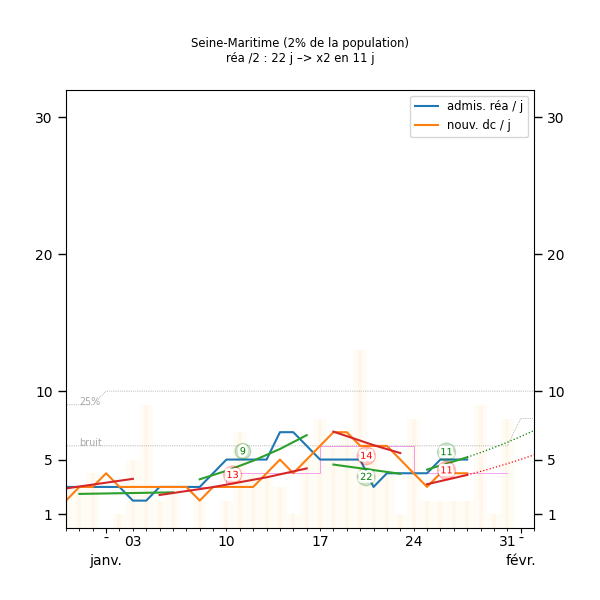 Seine-Maritime (2% de la population)
réa /2 : 22 j –> x2 en 11 j
admis. réa / j
nouv. dc / j
30 30
20 20
10 10
25%
bruit
5 5
1 1
9
13
14
22
11
11
03 10 17 24 31
janv. févr.